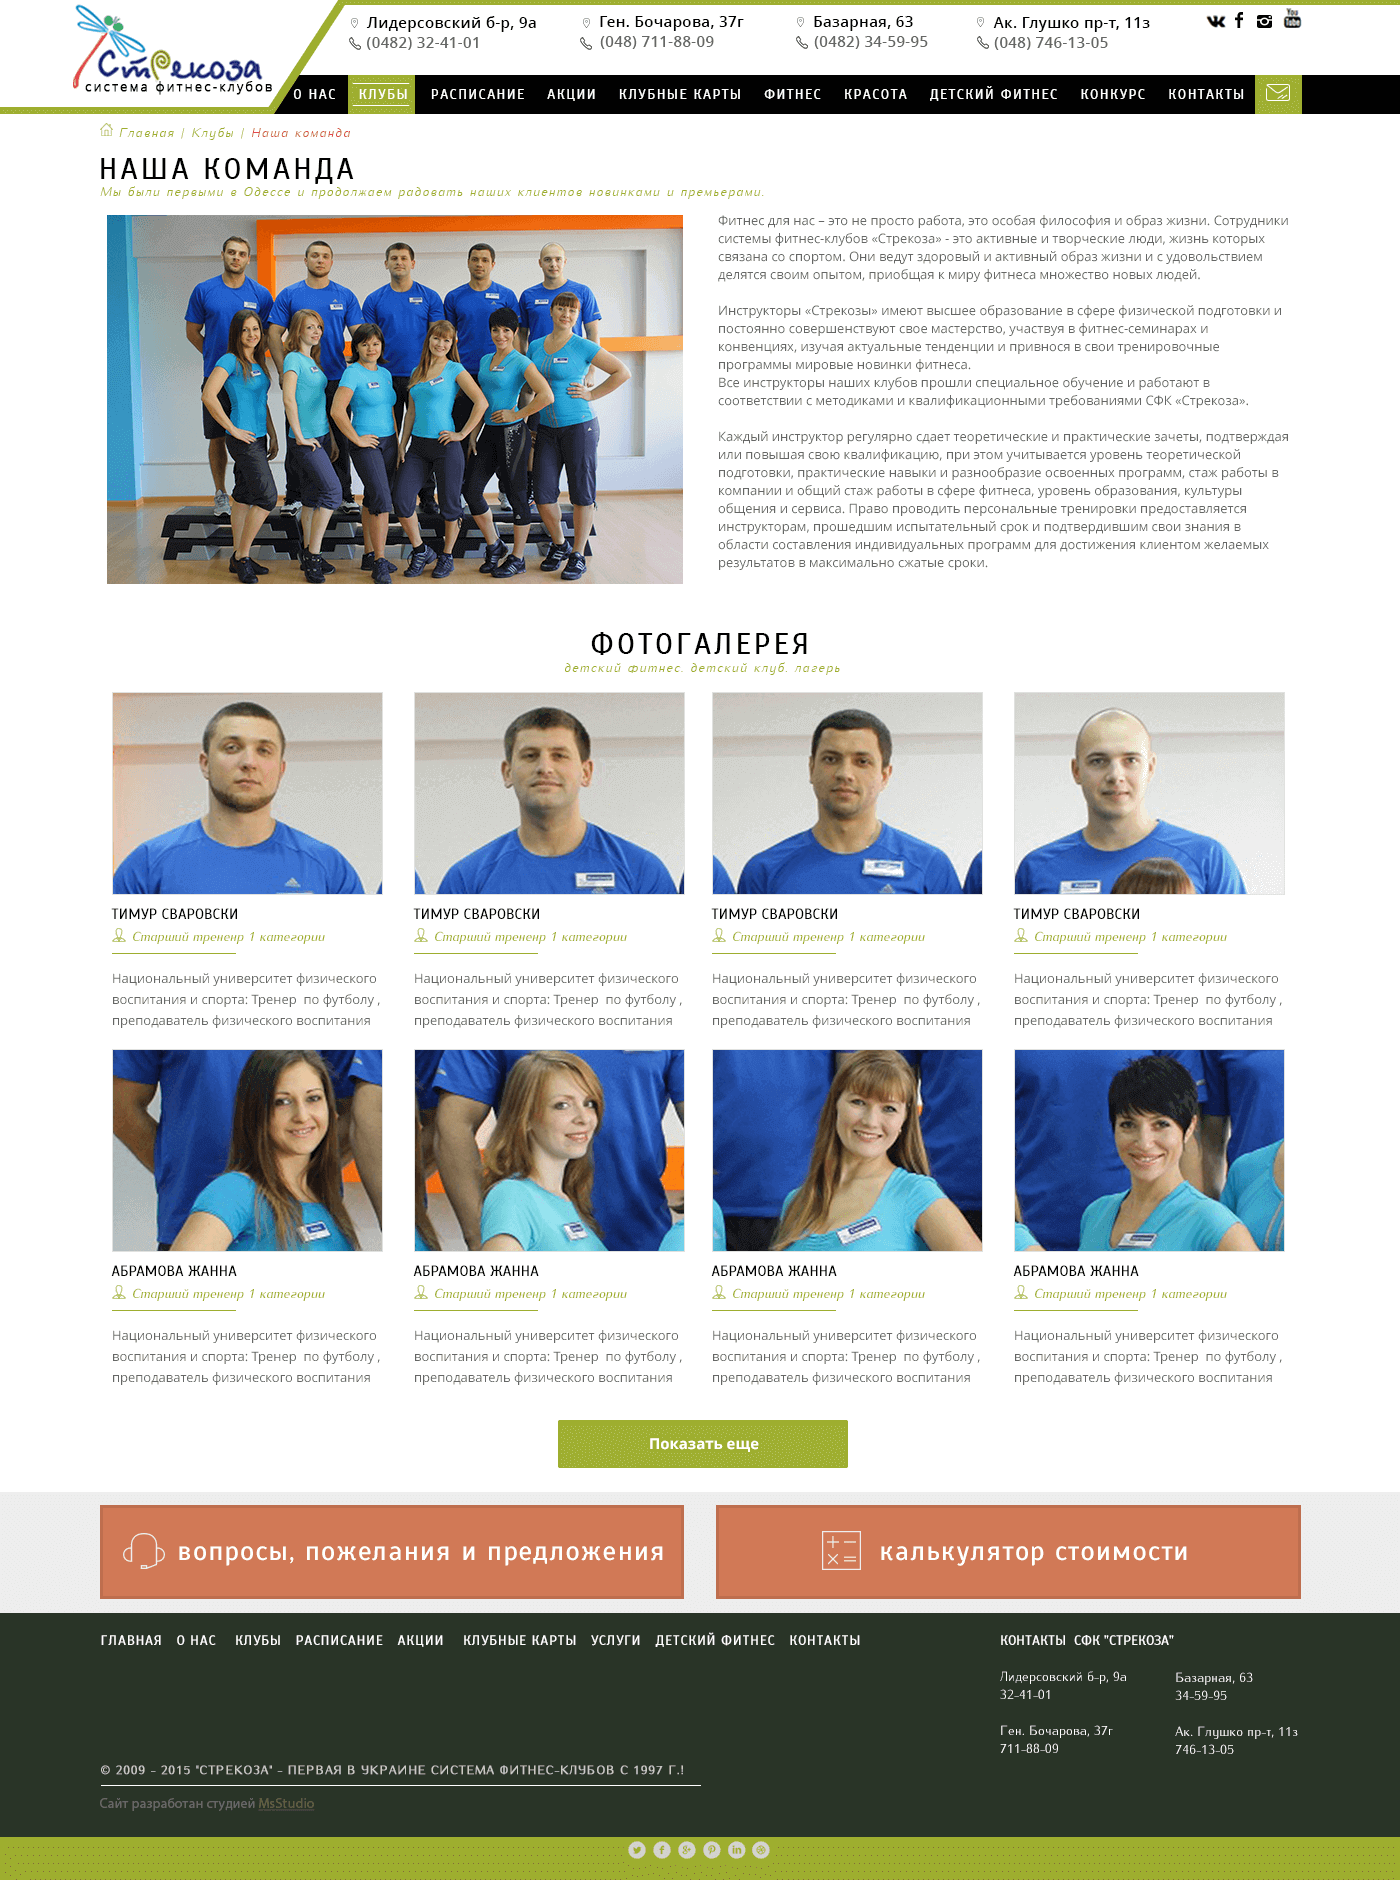 Стрекоза
система фитнес-клубов
Лидерсовский б-р, 9а
(0482) 32-41-01
Ген. Бочарова, 37г
(048) 711-88-09
Базарная, 63
(0482) 34-59-95
Ак. Глушко пр-т, 11з
(048) 746-13-05
You Tube
О НАС КЛУБЫ РАСПИСАНИЕ АКЦИИ КЛУБНЫЕ КАРТЫ ФИТНЕС КРАСОТА ДЕТСКИЙ ФИТНЕС КОНКУРС КОНТАКТЫ
Главная | Клубы | Наша команда
НАША КОМАНДА
Мы были первыми в Одессе и продолжаем радовать наших клиентов новинками и премьерами.
Фитнес для нас – это не просто работа, это особая философия и образ жизни. Сотрудники
системы фитнес-клубов «Стрекоза» - это активные и творческие люди, жизнь которых
связана со спортом. Они ведут здоровый и активный образ жизни и с удовольствием
делятся своим опытом, приобщая к миру фитнеса множество новых людей.
Инструкторы «Стрекозы» имеют высшее образование в сфере физической подготовки и
постоянно совершенствуют свое мастерство, участвуя в фитнес-семинарах и
конвенциях, изучая актуальные тенденции и привнося в свои тренировочные
программы мировые новинки фитнеса.
Все инструкторы наших клубов прошли специальное обучение и работают в
соответствии с методиками и квалификационными требованиями СФК «Стрекоза».
Каждый инструктор регулярно сдает теоретические и практические зачеты, подтверждая
или повышая свою квалификацию, при этом учитывается уровень теоретической
подготовки, практические навыки и разнообразие освоенных программ, стаж работы в
компании и общий стаж работы в сфере фитнеса, уровень образования, культуры
общения и сервиса. Право проводить персональные тренировки предоставляется
инструкторам, прошедшим испытательный срок и подтвердившим свои знания в
области составления индивидуальных программ для достижения клиентом желаемых
результатов в максимально сжатые сроки.
ФОТОГАЛЕРЕЯ
детский фитнес. детский клуб. лагерь
ТИМУР СВАРОВСКИ
Старший трененр 1 категории
Национальный университет физического
воспитания и спорта: Тренер по футболу ,
преподаватель физического воспитания
ТИМУР СВАРОВСКИ
Старший трененр 1 категории
Национальный университет физического
воспитания и спорта: Тренер по футболу ,
преподаватель физического воспитания
ТИМУР СВАРОВСКИ
Старший трененр 1 категории
Национальный университет физического
воспитания и спорта: Тренер по футболу ,
преподаватель физического воспитания
ТИМУР СВАРОВСКИ
Старший трененр 1 категории
Национальный университет физического
воспитания и спорта: Тренер по футболу ,
преподаватель физического воспитания
АБРАМОВА ЖАННА
Старший трененр 1 категории
Национальный университет физического
воспитания и спорта: Тренер по футболу ,
преподаватель физического воспитания
АБРАМОВА ЖАННА
Старший трененр 1 категории
Национальный университет физического
воспитания и спорта: Тренер по футболу ,
преподаватель физического воспитания
АБРАМОВА ЖАННА
Старший трененр 1 категории
Национальный университет физического
воспитания и спорта: Тренер по футболу ,
преподаватель физического воспитания
АБРАМОВА ЖАННА
Старший трененр 1 категории
Национальный университет физического
воспитания и спорта: Тренер по футболу ,
преподаватель физического воспитания
Показать еще
вопросы, пожелания и предложения
калькулятор стоимости
ГЛАВНАЯ О НАС КЛУБЫ РАСПИСАНИЕ АКЦИИ КЛУБНЫЕ КАРТЫ УСЛУГИ ДЕТСКИЙ ФИТНЕС КОНТАКТЫ
КОНТАКТЫ СФК "СТРЕКОЗА"
Лидерсовский б-р, 9а
32-41-01
Ген. Бочарова, 37г
711-88-09
Базарная, 63
34-59-95
Ак. Глушко пр-т, 11з
746-13-05
© 2009 - 2015 "СТРЕКОЗА" - ПЕРВАЯ В УКРАИНЕ СИСТЕМА ФИТНЕС-КЛУБОВ С 1997 Г.!
Сайт разработан студией MsStudio